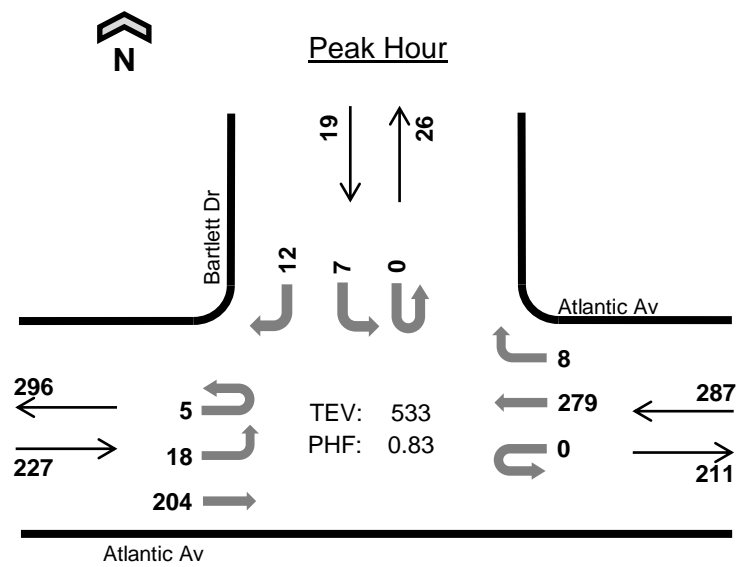 N
Peak Hour
19
26
Bartlett Dr
12
7
0
Atlantic Av
8
296
287
5
TEV: 533
279
227
18
PHF: 0.83
0
211
204
Atlantic Av